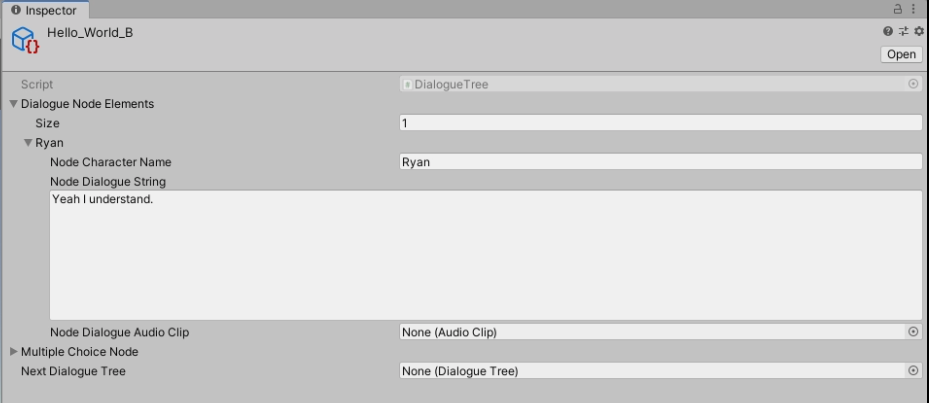 Inspector
Hello_World_B
Open
Script DialogueTree
Dialogue Node Elements
Size 1
Ryan
Node Character Name Ryan
Node Dialogue String
Yeah I understand.
Node Dialogue Audio Clip None (Audio Clip)
Multiple Choice Node
Next Dialogue Tree None (Dialogue Tree)